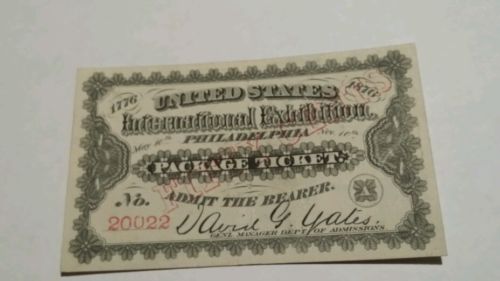 1776 1876
UNITED STATES
International Exhibition,
PHILADELPHIA
May 10th Nov. 10th
PACKAGE TICKET.
ADMIT THE BEARER.
No.
20022
David G. Yates.
GENL. MANAGER DEPT OF ADMISSIONS